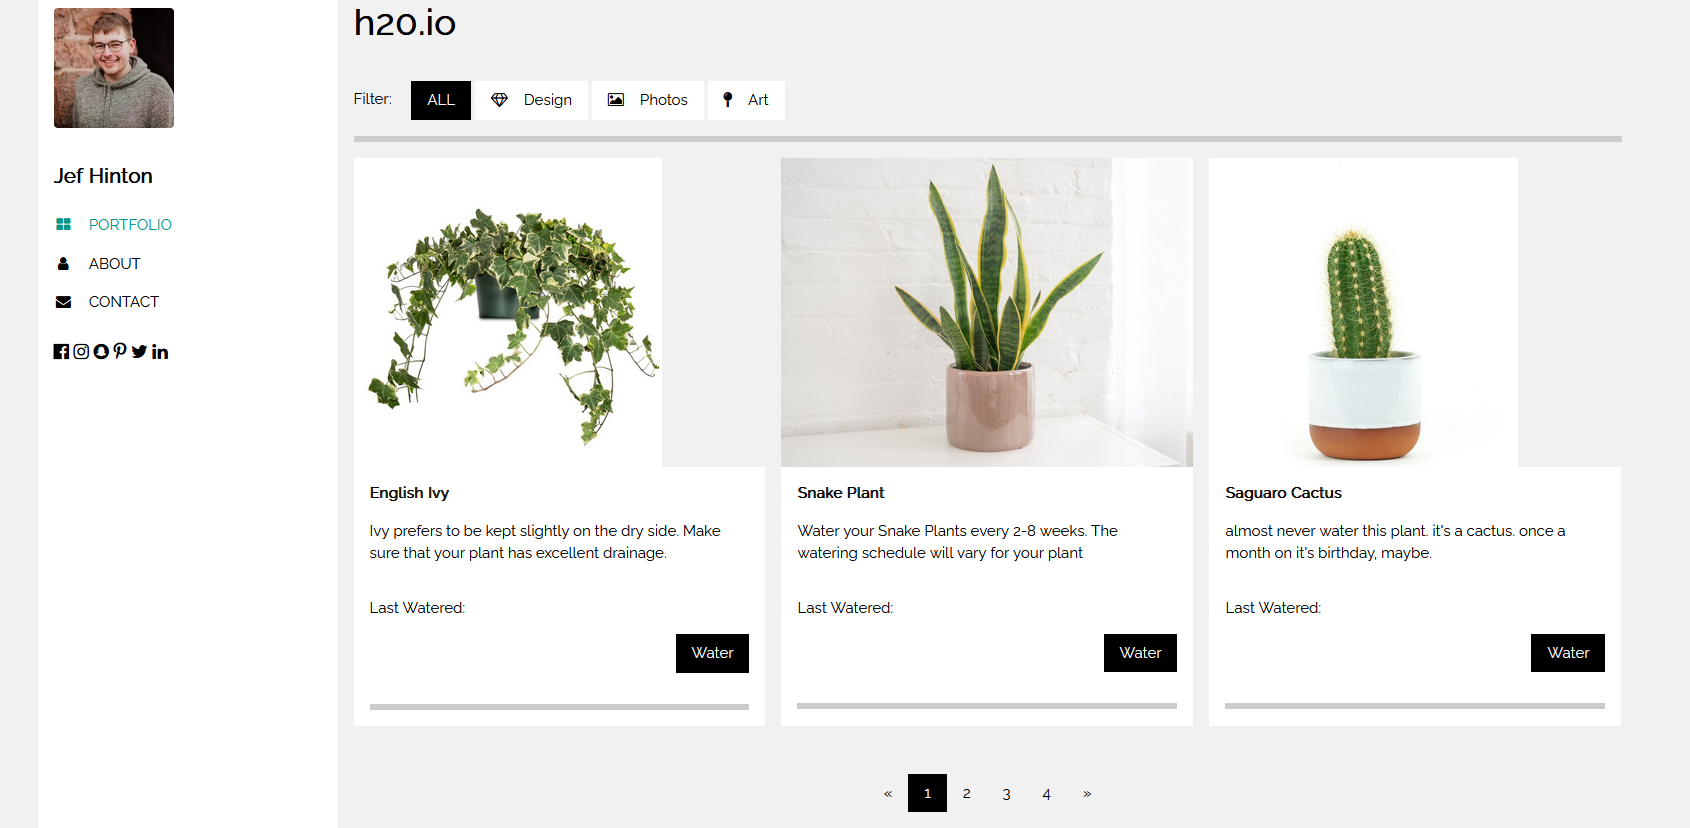 h20.io
Filter: ALL Design Photos Art
Jef Hinton
PORTFOLIO
ABOUT
CONTACT
English Ivy
Ivy prefers to be kept slightly on the dry side. Make
sure that your plant has excellent drainage.
Last Watered:
Water
Snake Plant
Water your Snake Plants every 2-8 weeks. The
watering schedule will vary for your plant
Last Watered:
Water
Saguaro Cactus
almost never water this plant. it's a cactus. once a
month on it's birthday, maybe.
Last Watered:
Water
« 1 2 3 4 »